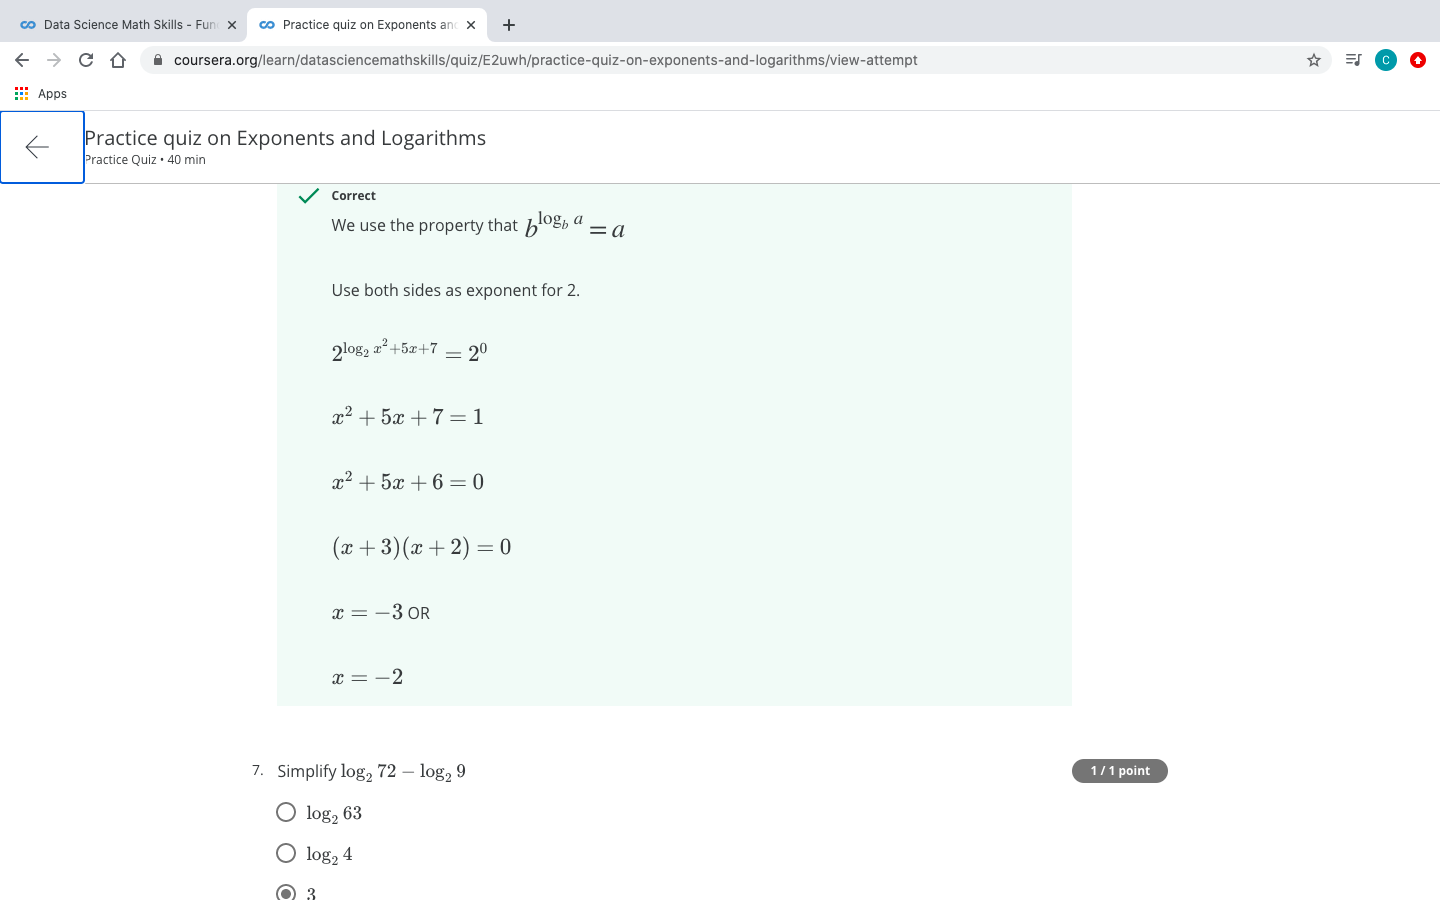 Data Science Math Skills - Fun
Practice quiz on Exponents an
coursera.org/learn/datasciencemathskills/quiz/E2uwh/practice-quiz-on-exponents-and-logarithms/view-attempt
C
Apps
Practice quiz on Exponents and Logarithms
Practice Quiz • 40 min
Correct
We use the property that b^{log_b a} = a
Use both sides as exponent for 2.
2^{log_2 x^2+5x+7} = 2^0
x^2 + 5x + 7 = 1
x^2 + 5x + 6 = 0
(x + 3)(x + 2) = 0
x = −3 OR
x = −2
7. Simplify log_2 72 − log_2 9
1 / 1 point
log_2 63
log_2 4
3